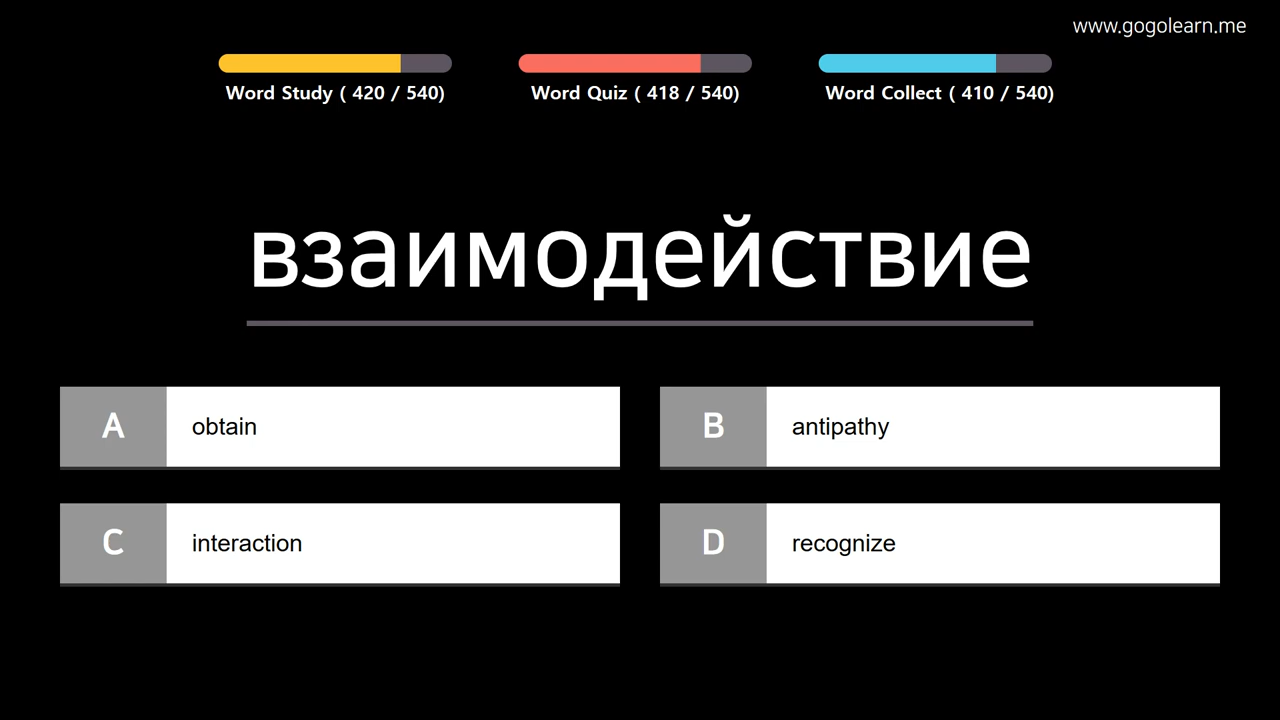 www.gogolearn.me
Word Study ( 420 / 540)
Word Quiz ( 418 / 540)
Word Collect ( 410 / 540)
взаимодействие
A obtain
B antipathy
C interaction
D recognize